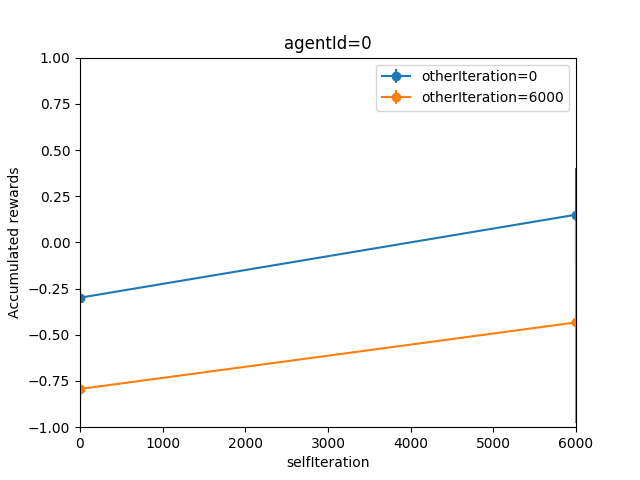 agentId=0
otherIteration=0
otherIteration=6000
Accumulated rewards
1.00
0.75
0.50
0.25
0.00
−0.25
−0.50
−0.75
−1.00
0 1000 2000 3000 4000 5000 6000
selfIteration